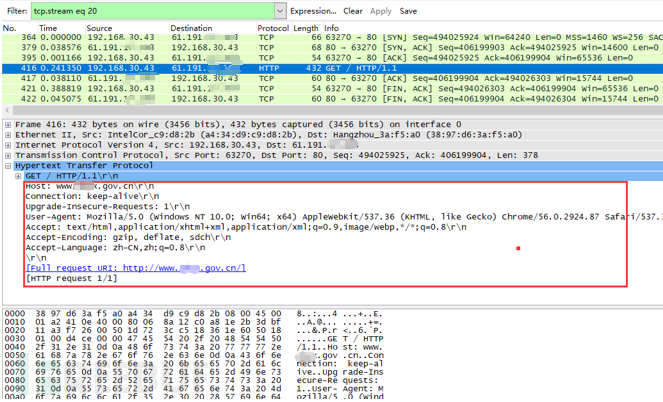 Filter: tcp.stream eq 20 Expression... Clear Apply Save
No. Time Source Destination Protocol Length Info
364 0.000000 192.168.30.43 61.191. TCP 66 63270 → 80 [SYN] Seq=494025924 Win=64240 Len=0 MSS=1460 WS=256 SAC
379 0.038576 61.191. 192.168.30.43 TCP 68 80 → 63270 [SYN, ACK] Seq=406199903 Ack=494025925 Win=14600 Len=0
395 0.001166 192.168.30.43 61.191. TCP 54 63270 → 80 [ACK] Seq=494025925 Ack=406199904 Win=65536 Len=0
416 0.241350 192.168.30.43 61.191. HTTP 432 GET / HTTP/1.1
417 0.038110 61.191. 192.168.30.43 TCP 60 80 → 63270 [ACK] Seq=406199904 Ack=494026303 Win=15744 Len=0
421 0.388819 61.191. 192.168.30.43 TCP 60 80 → 63270 [FIN, ACK] Seq=406199904 Ack=494026303 Win=15744 L
422 0.045075 192.168.30.43 61.191. TCP 54 63270 → 80 [FIN, ACK] Seq=494026303 Ack=406199905 Win=65536 L
Frame 416: 432 bytes on wire (3456 bits), 432 bytes captured (3456 bits) on interface 0
Ethernet II, Src: IntelCor_c9:d8:2b (a4:34:d9:c9:d8:2b), Dst: Hangzhou_3a:f5:a0 (38:97:d6:3a:f5:a0)
Internet Protocol Version 4, Src: 192.168.30.43, Dst: 61.191.
Transmission Control Protocol, Src Port: 63270, Dst Port: 80, Seq: 494025925, Ack: 406199904, Len: 378
Hypertext Transfer Protocol
GET / HTTP/1.1\r\n
Host: www. .gov.cn\r\n
Connection: keep-alive\r\n
Upgrade-Insecure-Requests: 1\r\n
User-Agent: Mozilla/5.0 (Windows NT 10.0; Win64; x64) AppleWebKit/537.36 (KHTML, like Gecko) Chrome/56.0.2924.87 Safari/537.3
Accept: text/html,application/xhtml+xml,application/xml;q=0.9,image/webp,*/*;q=0.8\r\n
Accept-Encoding: gzip, deflate, sdch\r\n
Accept-Language: zh-CN,zh;q=0.8\r\n
\r\n
[Full request URI: http://www. .gov.cn/]
[HTTP request 1/1]
0000 38 97 d6 3a f5 a0 a4 34 d9 c9 d8 2b 08 00 45 00 8..:...4 ...+..E.
0010 01 a2 41 0e 40 00 80 06 8a 12 c0 a8 1e 2b 3d bf ..A.@... .....+=.
0020 11 a3 f7 26 00 50 1d 72 3c c5 18 36 1e 60 50 18 ...&.P.r <..6.`P.
0030 01 00 d4 ce 00 00 47 45 54 20 2f 20 48 54 54 50 ......GE T / HTTP
0040 2f 31 2e 31 0d 0a 48 6f 73 74 3a 20 77 77 77 2e /1.1..Ho st: www.
0050 61 68 7a 78 2e 67 6f 76 2e 63 6e 0d 0a 43 6f 6e .gov .cn..Con
0060 6e 65 63 74 69 6f 6e 3a 20 6b 65 65 70 2d 61 6c nection: keep-al
0070 69 76 65 0d 0a 55 70 67 72 61 64 65 2d 49 6e 73 ive..Upg rade-Ins
0080 65 63 75 72 65 2d 52 65 71 75 65 73 74 73 3a 20 ecure-Re quests:
0090 31 0d 0a 55 73 65 72 2d 41 67 65 6e 74 3a 20 4d 1..User- Agent: M
00a0 6f 7a 69 6c 6c 61 2f 35 2e 30 20 28 57 69 6e 64 ozilla/5 .0 (Wind